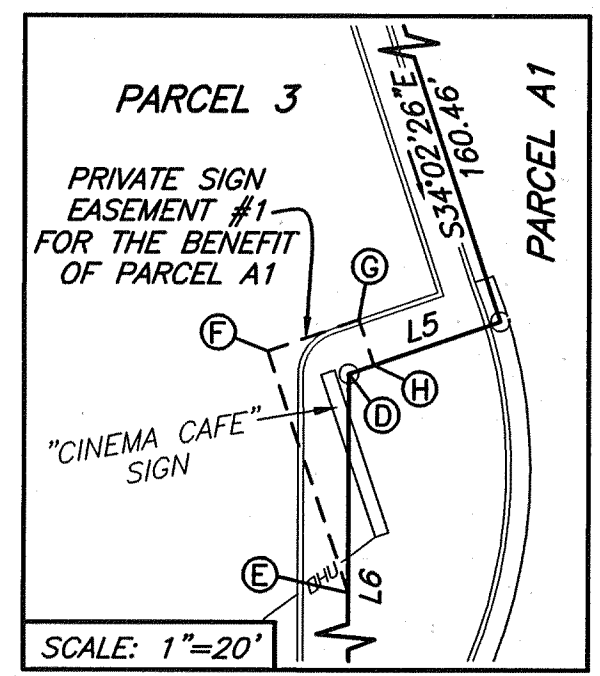 PARCEL 3
S34°02'26"E
160.46'
PARCEL A1
PRIVATE SIGN
EASEMENT #1
FOR THE BENEFIT
OF PARCEL A1
G
F
L5
H
D
"CINEMA CAFE"
SIGN
E
OHU
L6
SCALE: 1"=20'